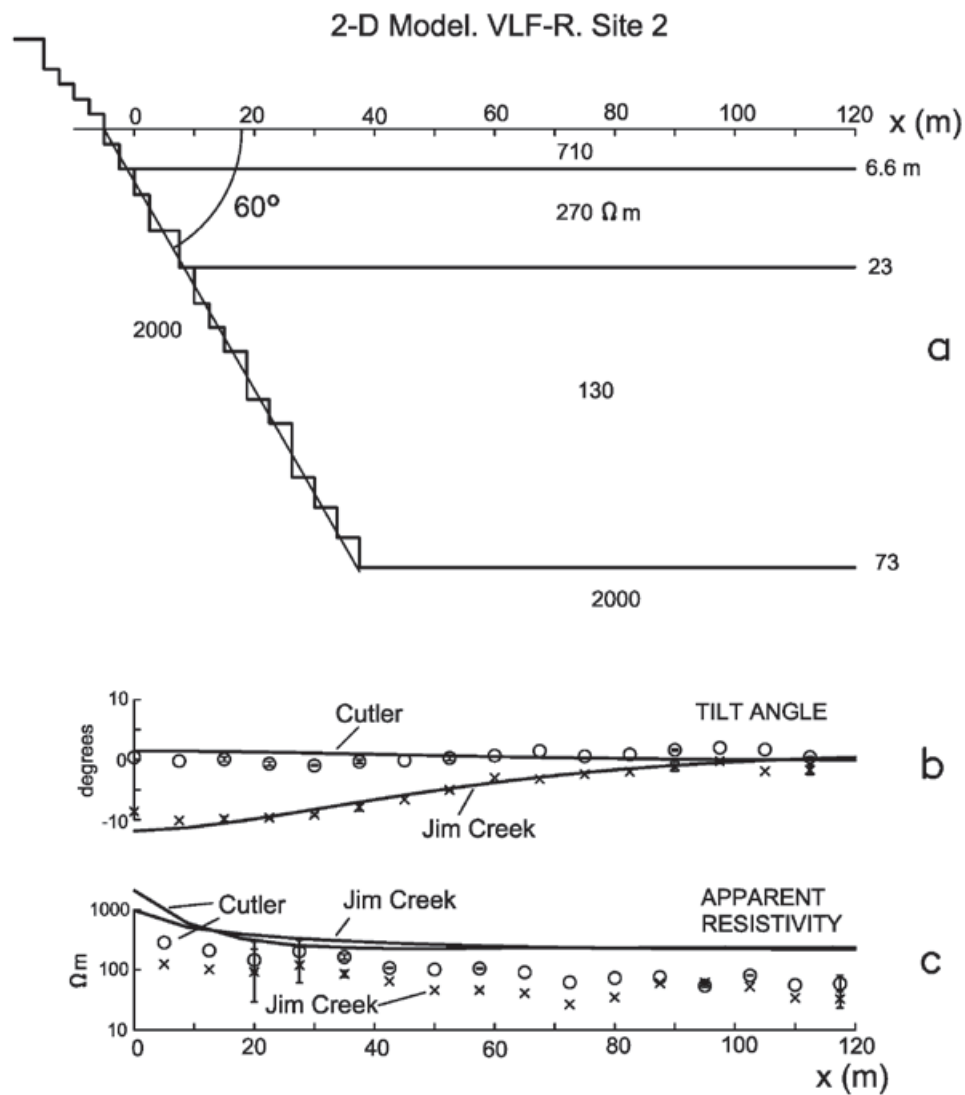 2-D Model. VLF-R. Site 2
0 20 40 60 80 100 120 x (m)
710
6.6 m
60°
270 Ωm
23
2000
a
130
73
2000
10
Cutler
TILT ANGLE
degrees
0
b
-10
Jim Creek
Cutler
Jim Creek
APPARENT
RESISTIVITY
1000
Ωm
100
c
Jim Creek
10
0 20 40 60 80 100 120
x (m)